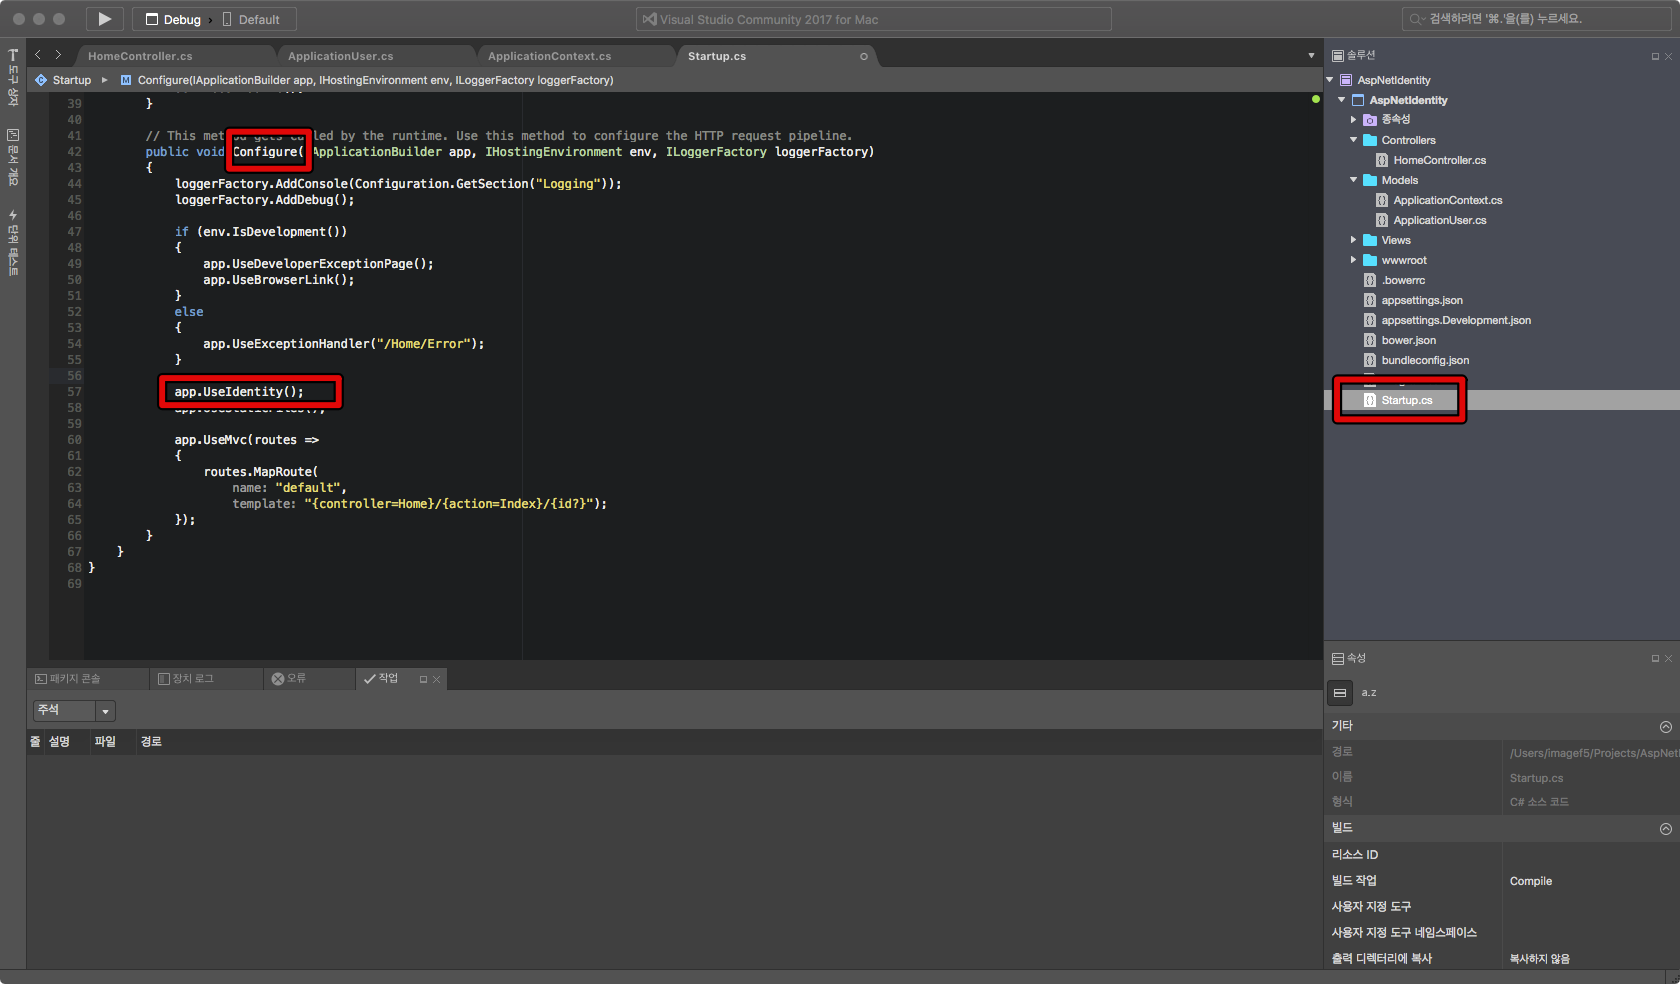 Debug › Default
Visual Studio Community 2017 for Mac
검색하려면 '⌘.'을(를) 누르세요.
HomeController.cs
ApplicationUser.cs
ApplicationContext.cs
Startup.cs
Startup ▸ M Configure(IApplicationBuilder app, IHostingEnvironment env, ILoggerFactory loggerFactory)
도구 상자
문서 개요
단위 테스트
39 }
40
41 // This method gets called by the runtime. Use this method to configure the HTTP request pipeline.
42 public void Configure(IApplicationBuilder app, IHostingEnvironment env, ILoggerFactory loggerFactory)
43 {
44 loggerFactory.AddConsole(Configuration.GetSection("Logging"));
45 loggerFactory.AddDebug();
46
47 if (env.IsDevelopment())
48 {
49 app.UseDeveloperExceptionPage();
50 app.UseBrowserLink();
51 }
52 else
53 {
54 app.UseExceptionHandler("/Home/Error");
55 }
56
57 app.UseIdentity();
58 app.UseStaticFiles();
59
60 app.UseMvc(routes =>
61 {
62 routes.MapRoute(
63 name: "default",
64 template: "{controller=Home}/{action=Index}/{id?}");
65 });
66 }
67 }
68 }
69
솔루션
AspNetIdentity
AspNetIdentity
종속성
Controllers
HomeController.cs
Models
ApplicationContext.cs
ApplicationUser.cs
Views
wwwroot
.bowerrc
appsettings.json
appsettings.Development.json
bower.json
bundleconfig.json
Startup.cs
패키지 콘솔
장치 로그
오류
작업
주석
줄 설명 파일 경로
속성
a.z
기타
경로 /Users/imagef5/Projects/AspNetI
이름 Startup.cs
형식 C# 소스 코드
빌드
리소스 ID
빌드 작업 Compile
사용자 지정 도구
사용자 지정 도구 네임스페이스
출력 디렉터리에 복사 복사하지 않음